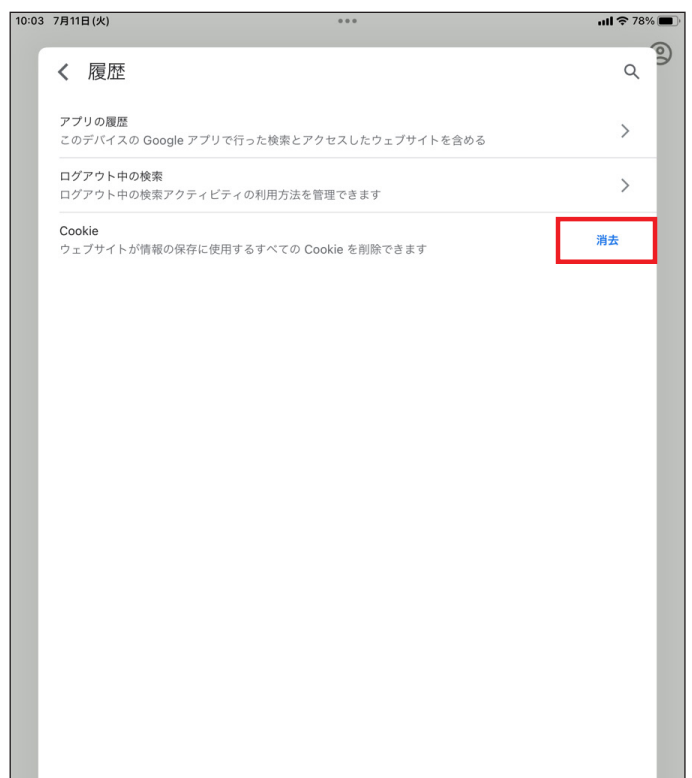 10:03 7月11日(火) 78%
履歴
アプリの履歴
このデバイスの Google アプリで行った検索とアクセスしたウェブサイトを含める
ログアウト中の検索
ログアウト中の検索アクティビティの利用方法を管理できます
Cookie
ウェブサイトが情報の保存に使用するすべての Cookie を削除できます
消去